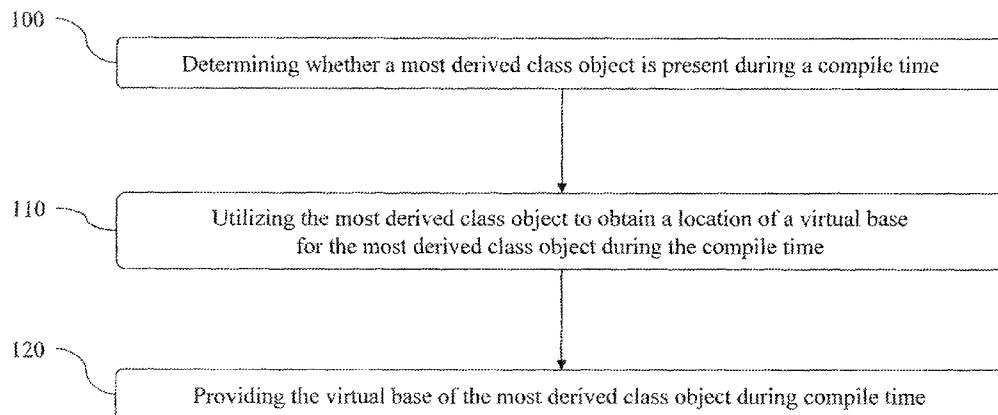 100
Determining whether a most derived class object is present during a compile time
110
Utilizing the most derived class object to obtain a location of a virtual base
for the most derived class object during the compile time
120
Providing the virtual base of the most derived class object during compile time